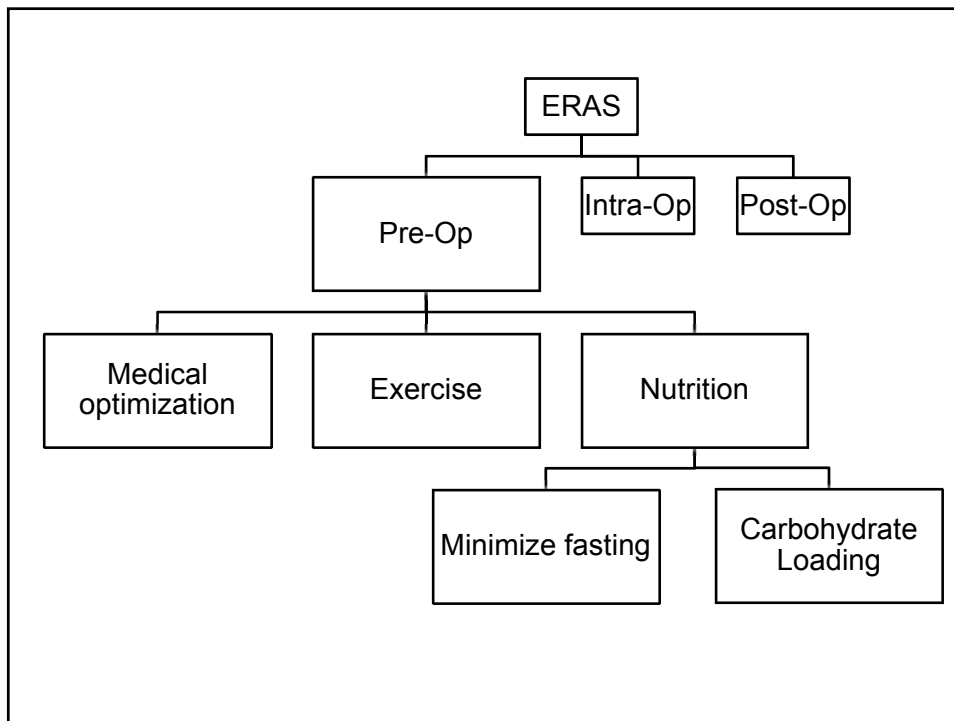 ERAS
Pre-Op
Intra-Op
Post-Op
Medical
optimization
Exercise
Nutrition
Minimize fasting
Carbohydrate
Loading